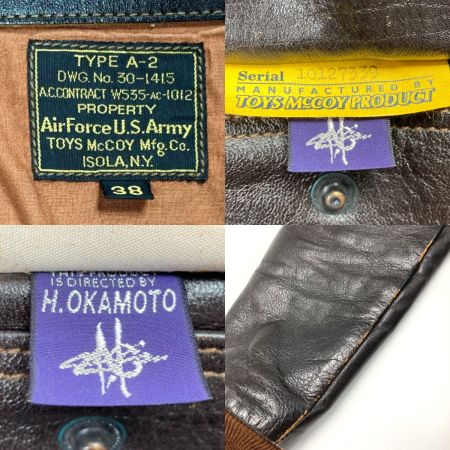 TYPE A-2
DWG. No. 30-1415
A.C. CONTRACT W535-AC-1012
PROPERTY
Air Force U.S. Army
TOYS McCOY Mfg. Co.
ISOLA, N.Y.
38
Serial 10127339
MANUFACTURED BY
TOYS McCOY PRODUCT
THIS PRODUCT
IS DIRECTED BY
H. OKAMOTO